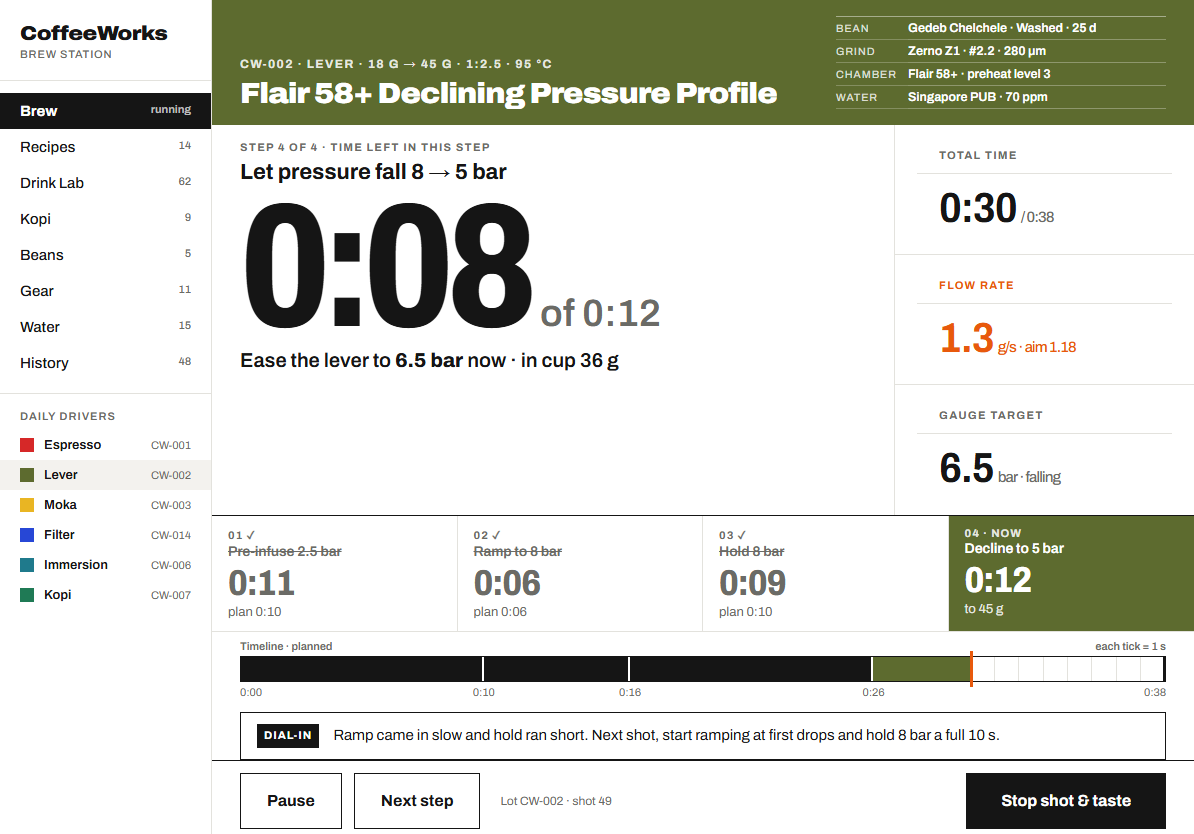 CoffeeWorks
BREW STATION
Brew running
Recipes 14
Drink Lab 62
Kopi 9
Beans 5
Gear 11
Water 15
History 48
DAILY DRIVERS
Espresso CW-001
Lever CW-002
Moka CW-003
Filter CW-014
Immersion CW-006
Kopi CW-007
CW-002 · LEVER · 18 G → 45 G · 1:2.5 · 95 °C
Flair 58+ Declining Pressure Profile
BEAN Gedeb Chelchele · Washed · 25 d
GRIND Zerno Z1 · #2.2 · 280 µm
CHAMBER Flair 58+ · preheat level 3
WATER Singapore PUB · 70 ppm
STEP 4 OF 4 · TIME LEFT IN THIS STEP
Let pressure fall 8 → 5 bar
0:08 of 0:12
Ease the lever to 6.5 bar now · in cup 36 g
TOTAL TIME
0:30 / 0:38
FLOW RATE
1.3 g/s · aim 1.18
GAUGE TARGET
6.5 bar · falling
01 ✓
Pre-infuse 2.5 bar
0:11
plan 0:10
02 ✓
Ramp to 8 bar
0:06
plan 0:06
03 ✓
Hold 8 bar
0:09
plan 0:10
04 · NOW
Decline to 5 bar
0:12
to 45 g
Timeline · planned each tick = 1 s
0:00 0:10 0:16 0:26 0:38
DIAL-IN Ramp came in slow and hold ran short. Next shot, start ramping at first drops and hold 8 bar a full 10 s.
Pause Next step Lot CW-002 · shot 49 Stop shot & taste